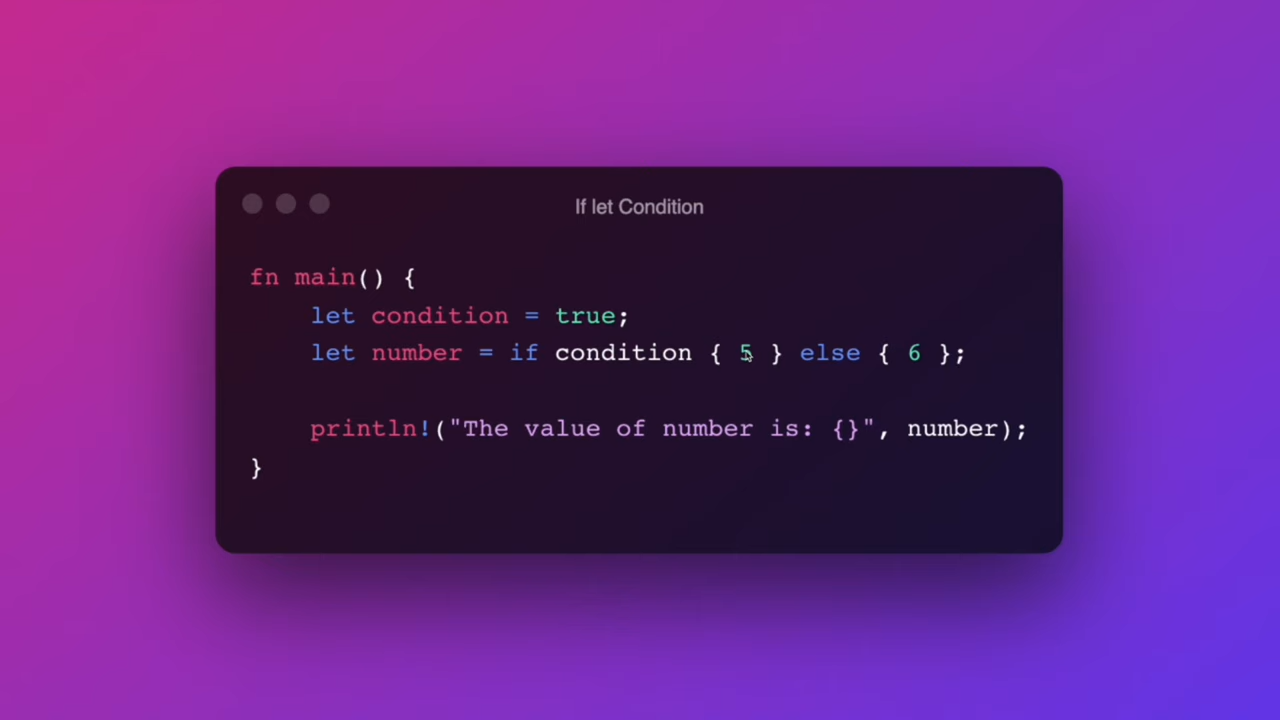 If let Condition
fn main() {
    let condition = true;
    let number = if condition { 5 } else { 6 };
    println!("The value of number is: {}", number);
}